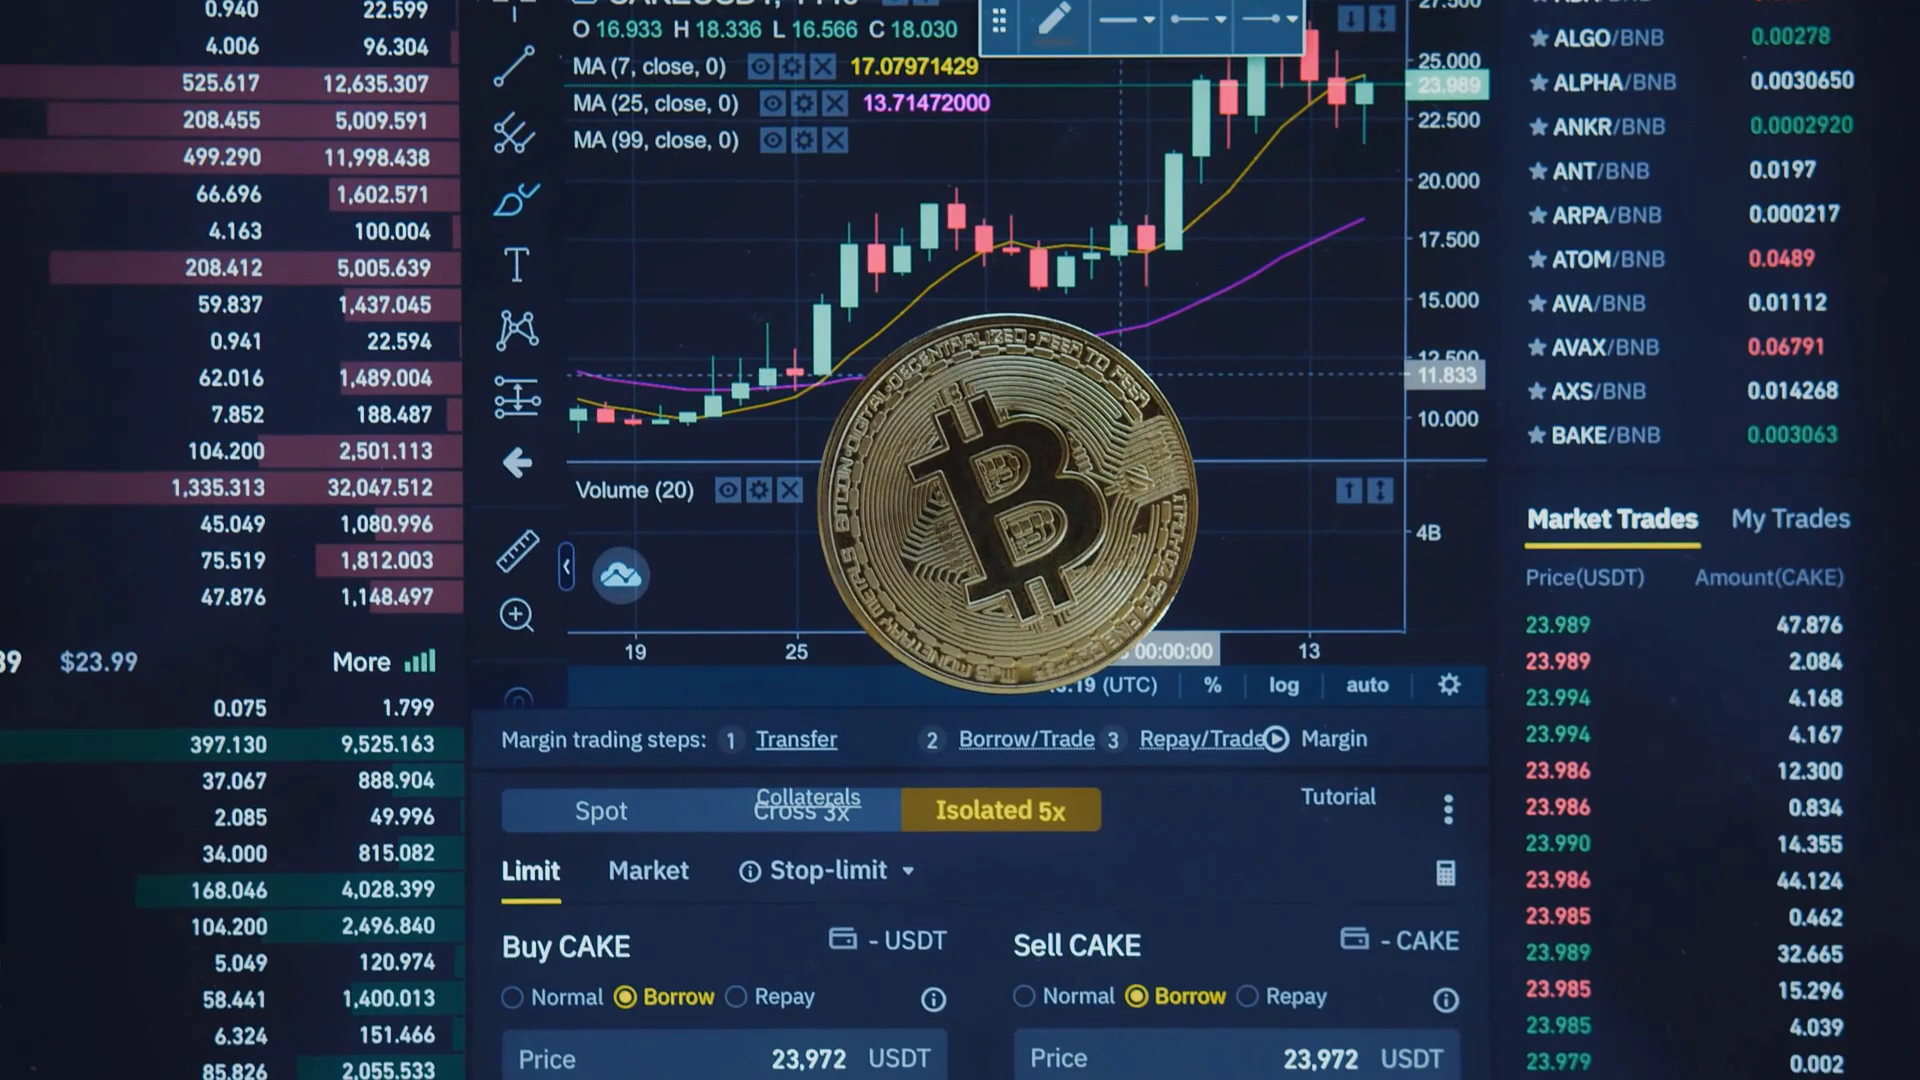 0.940 22.599
4.006 96.304
525.617 12,635.307
208.455 5,009.591
499.290 11,998.438
66.696 1,602.571
4.163 100.004
208.412 5,005.639
59.837 1,437.045
0.941 22.594
62.016 1,489.004
7.852 188.487
104.200 2,501.113
1,335.313 32,047.512
45.049 1,080.996
75.519 1,812.003
47.876 1,148.497
$23.99 More
0.075 1.799
397.130 9,525.163
37.067 888.904
2.085 49.996
34.000 815.082
168.046 4,028.399
104.200 2,496.840
5.049 120.974
58.441 1,400.013
6.324 151.466
85.826 2,055.533
O 16.933 H 18.336 L 16.566 C 18.030
MA (7, close, 0) 17.07971429
MA (25, close, 0) 13.71472000
MA (99, close, 0)
T
25.000
23.989
22.500
20.000
17.500
15.000
12.500
11.833
10.000
Volume (20)
4B
19 25 00:00:00 13
(UTC) % log auto
BITCOIN•DIGITAL•DECENTRALIZED•PEER TO PEER
Margin trading steps: 1 Transfer 2 Borrow/Trade 3 Repay/Trade Margin
Collaterals Tutorial
Spot Cross 3x Isolated 5x
Limit Market Stop-limit
Buy CAKE - USDT
Normal Borrow Repay
Price 23,972 USDT
Sell CAKE - CAKE
Normal Borrow Repay
Price 23,972 USDT
ALGO/BNB 0.00278
ALPHA/BNB 0.0030650
ANKR/BNB 0.0002920
ANT/BNB 0.0197
ARPA/BNB 0.000217
ATOM/BNB 0.0489
AVA/BNB 0.01112
AVAX/BNB 0.06791
AXS/BNB 0.014268
BAKE/BNB 0.003063
Market Trades My Trades
Price(USDT) Amount(CAKE)
23.989 47.876
23.989 2.084
23.994 4.168
23.994 4.167
23.986 12.300
23.986 0.834
23.990 14.355
23.986 44.124
23.985 0.462
23.989 32.665
23.985 15.296
23.985 4.039
23.979 0.002